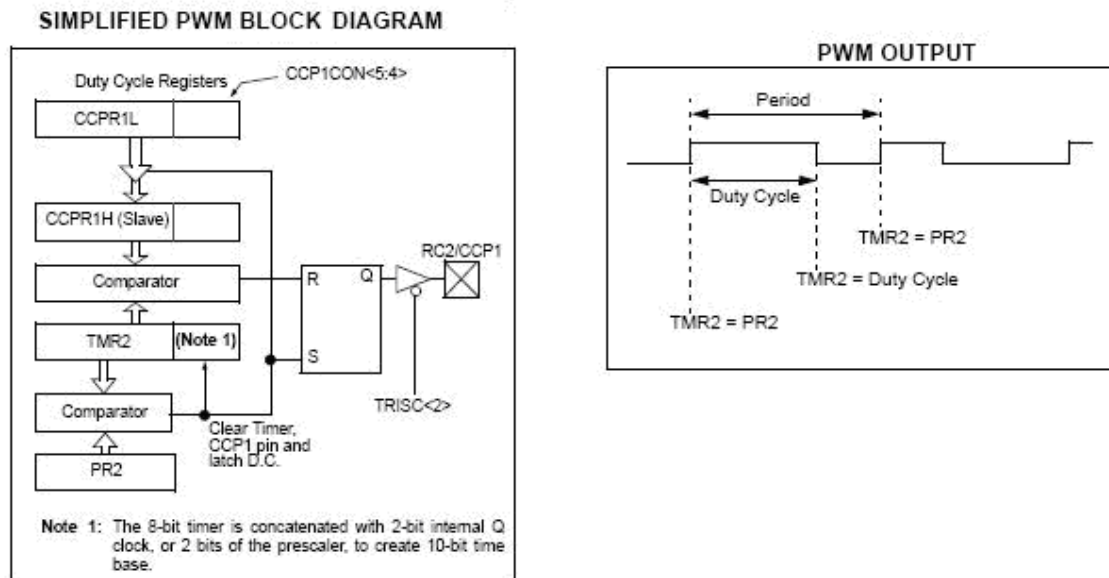 SIMPLIFIED PWM BLOCK DIAGRAM
Duty Cycle Registers
CCP1CON<5:4>
CCPR1L
CCPR1H (Slave)
Comparator
TMR2
(Note 1)
Comparator
PR2
R
Q
S
RC2/CCP1
TRISC<2>
Clear Timer,
CCP1 pin and
latch D.C.
Note 1: The 8-bit timer is concatenated with 2-bit internal Q
clock, or 2 bits of the prescaler, to create 10-bit time
base.
PWM OUTPUT
Period
Duty Cycle
TMR2 = PR2
TMR2 = Duty Cycle
TMR2 = PR2